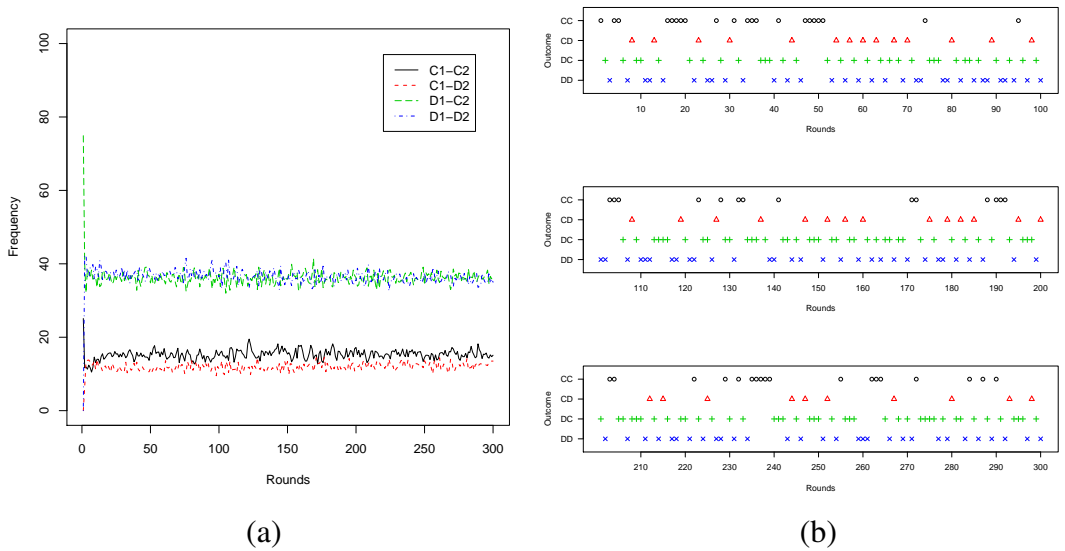 100
80
60
40
20
0
Frequency
C1−C2
C1−D2
D1−C2
D1−D2
0 50 100 150 200 250 300
Rounds
(a)
CC
CD
DC
DD
Outcome
10 20 30 40 50 60 70 80 90 100
Rounds
CC
CD
DC
DD
Outcome
110 120 130 140 150 160 170 180 190 200
Rounds
CC
CD
DC
DD
Outcome
210 220 230 240 250 260 270 280 290 300
Rounds
(b)